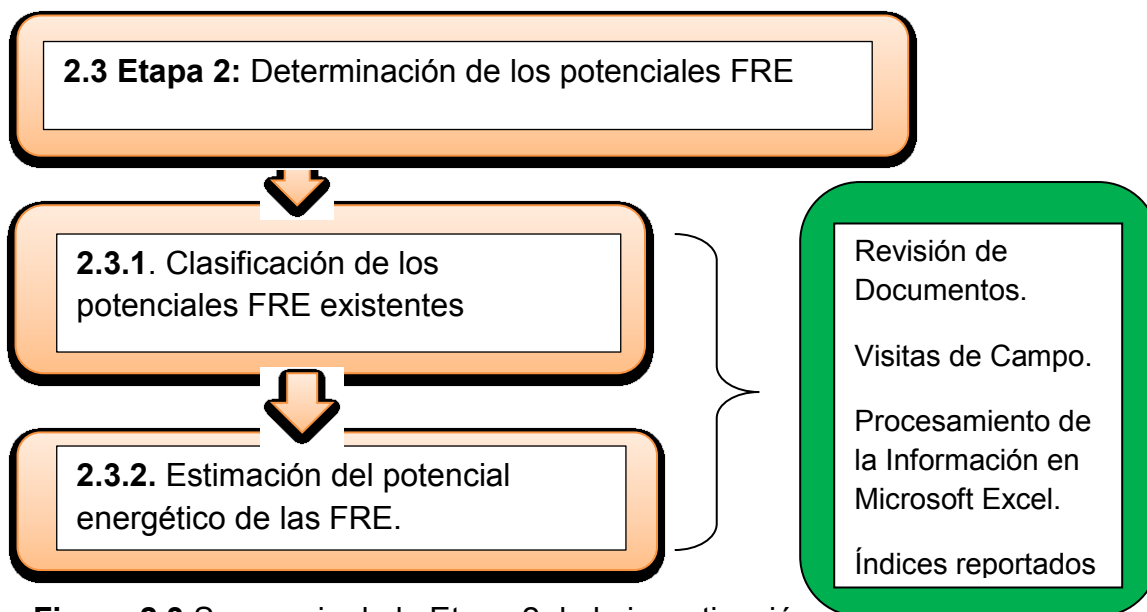 2.3 Etapa 2: Determinación de los potenciales FRE
2.3.1. Clasificación de los
potenciales FRE existentes
2.3.2. Estimación del potencial
energético de las FRE.
Revisión de
Documentos.
Visitas de Campo.
Procesamiento de
la Información en
Microsoft Excel.
Índices reportados